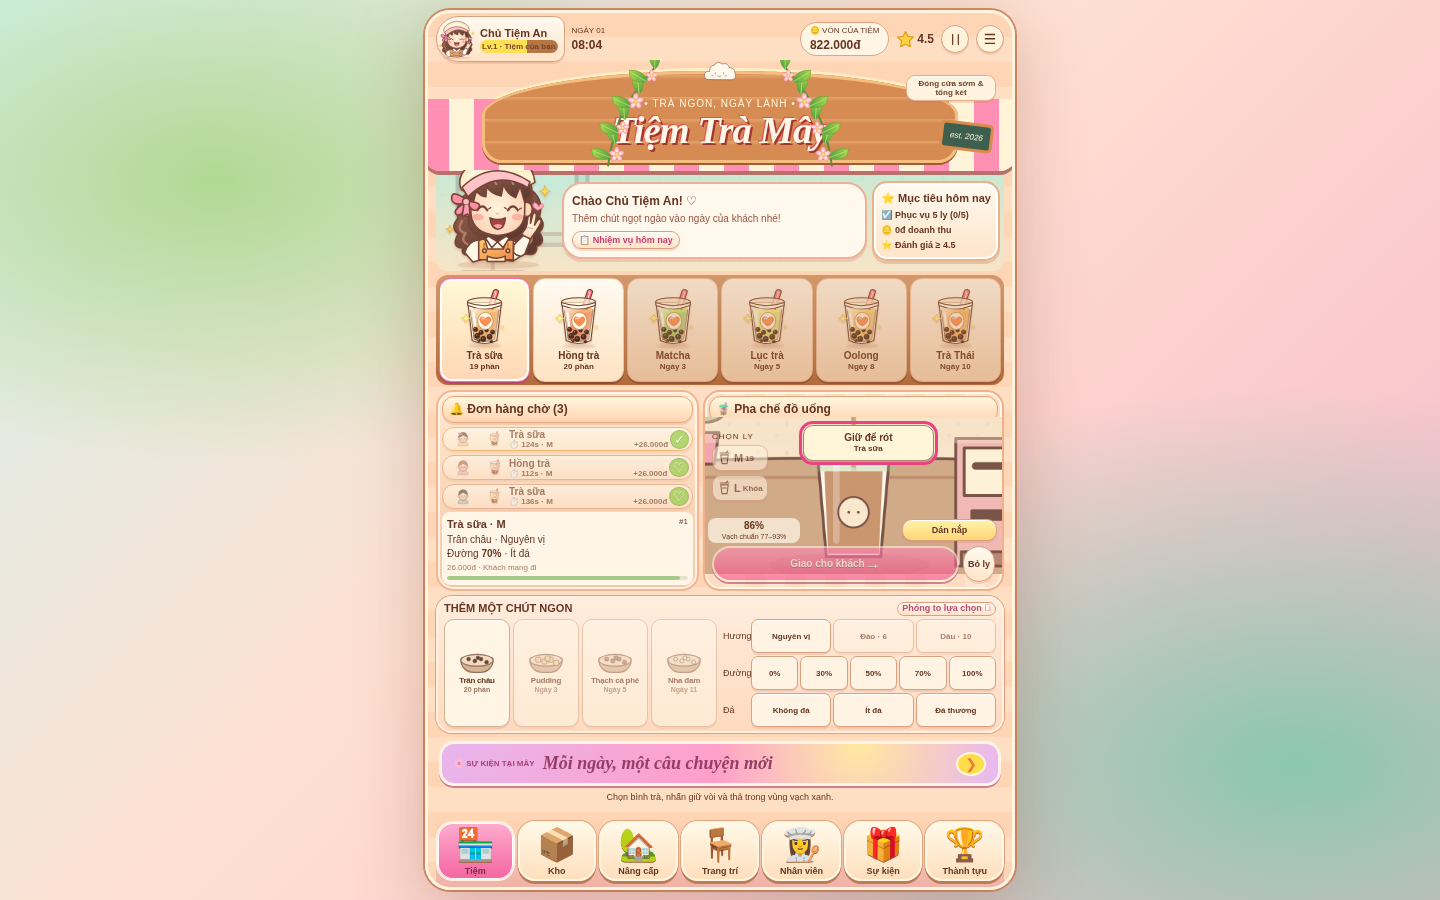 Chủ Tiệm An
Lv.1 · Tiệm của bạn
NGÀY 01
08:04
VỐN CỦA TIỆM
822.000đ
4.5
Đóng cửa sớm &
tổng kết
• TRÀ NGON, NGÀY LÀNH •
Tiệm Trà Mây
est. 2026
Chào Chủ Tiệm An! ♡
Thêm chút ngọt ngào vào ngày của khách nhé!
Nhiệm vụ hôm nay
Mục tiêu hôm nay
Phục vụ 5 ly (0/5)
0đ doanh thu
Đánh giá ≥ 4.5
Trà sữa
19 phần
Hồng trà
20 phần
Matcha
Ngày 3
Lục trà
Ngày 5
Oolong
Ngày 8
Trà Thái
Ngày 10
Đơn hàng chờ (3)
Trà sữa
124s · M
+26.000đ
Hồng trà
112s · M
+26.000đ
Trà sữa
136s · M
+26.000đ
Trà sữa · M
#1
Trân châu · Nguyên vị
Đường 70% · Ít đá
26.000đ · Khách mang đi
Pha chế đồ uống
CHỌN LY
M 19
L Khóa
Giữ để rót
Trà sữa
86%
Vạch chuẩn 77–93%
Dán nắp
Giao cho khách →
Bỏ ly
THÊM MỘT CHÚT NGON
Phóng to lựa chọn
Trân châu
20 phần
Pudding
Ngày 3
Thạch cà phê
Ngày 5
Nha đam
Ngày 11
Hương
Nguyên vị
Đào · 6
Dâu · 10
Đường
0%
30%
50%
70%
100%
Đá
Không đá
Ít đá
Đá thường
SỰ KIỆN TẠI MÂY
Mỗi ngày, một câu chuyện mới
Chọn bình trà, nhấn giữ vòi và thả trong vùng vạch xanh.
24
Tiệm
Kho
Nâng cấp
Trang trí
Nhân viên
Sự kiện
Thành tựu